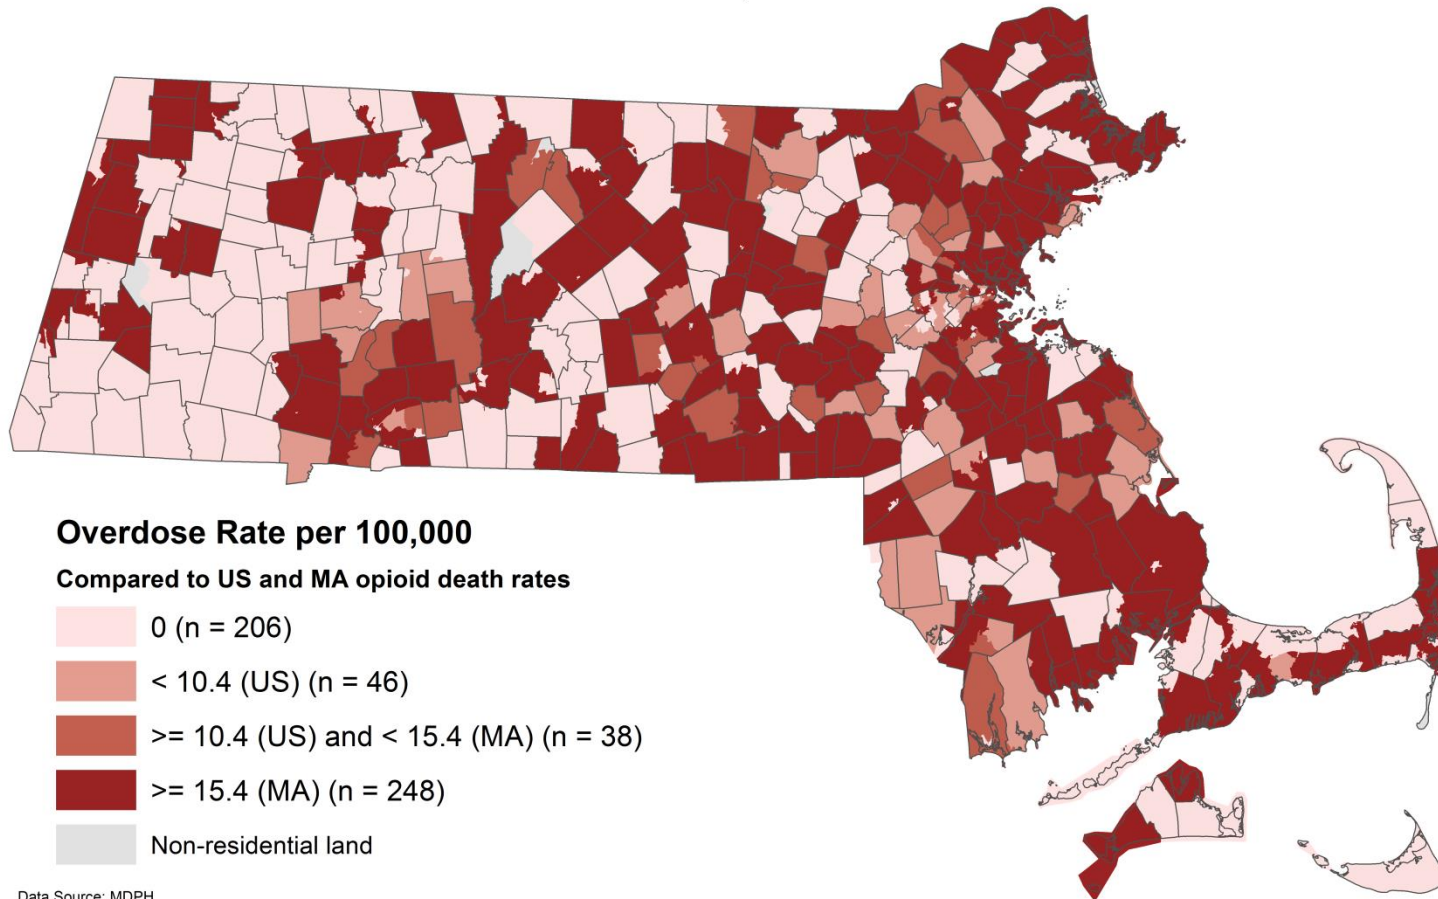 Overdose Rate per 100,000
Compared to US and MA opioid death rates
0 (n = 206)
< 10.4 (US) (n = 46)
>= 10.4 (US) and < 15.4 (MA) (n = 38)
>= 15.4 (MA) (n = 248)
Non-residential land
Data Source: MDPH